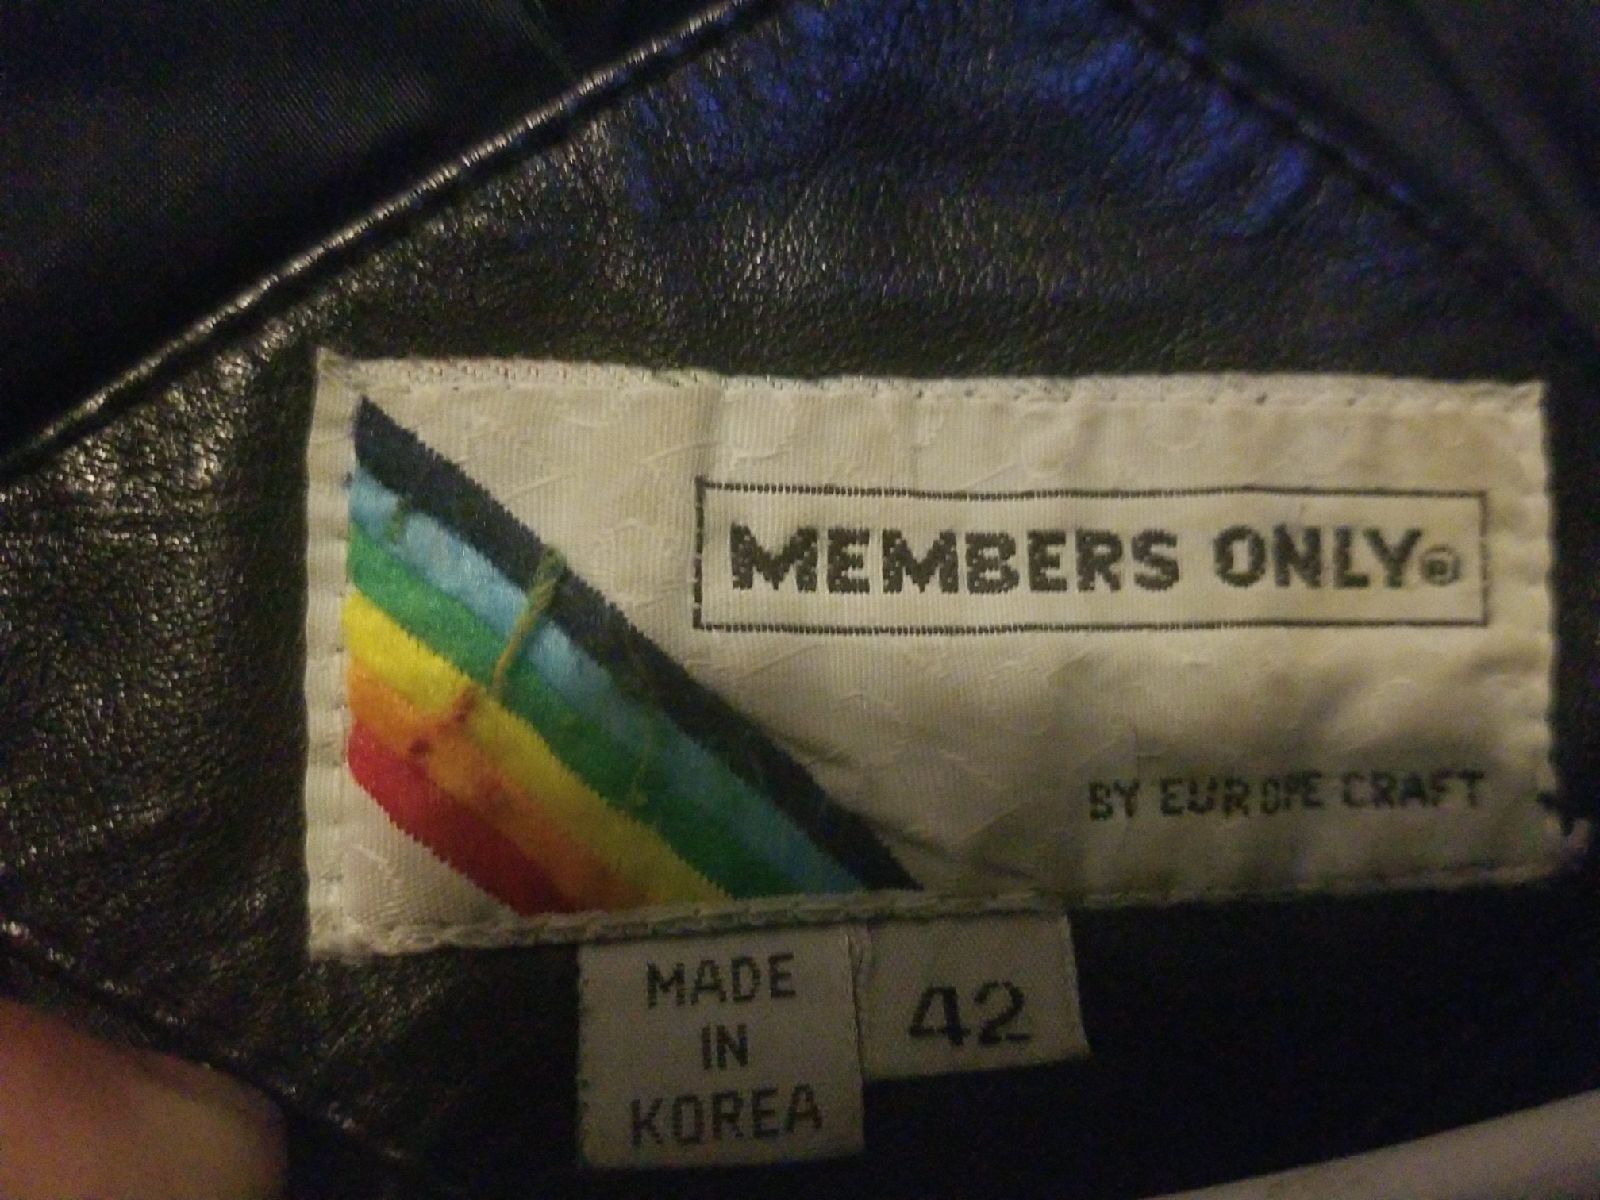 MEMBERS ONLY®
BY EUROPE CRAFT
MADE
IN
KOREA
42